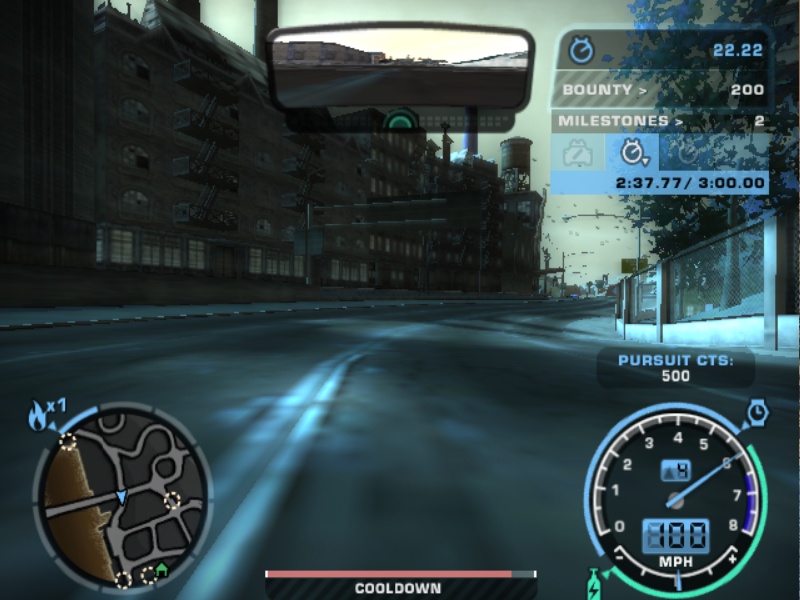 22.22
BOUNTY > 200
MILESTONES > 2
2:37.77/ 3:00.00
PURSUIT CTS:
500
x1
0 1 2 3 4 5 6 7 8
4
100
MPH
- +
COOLDOWN